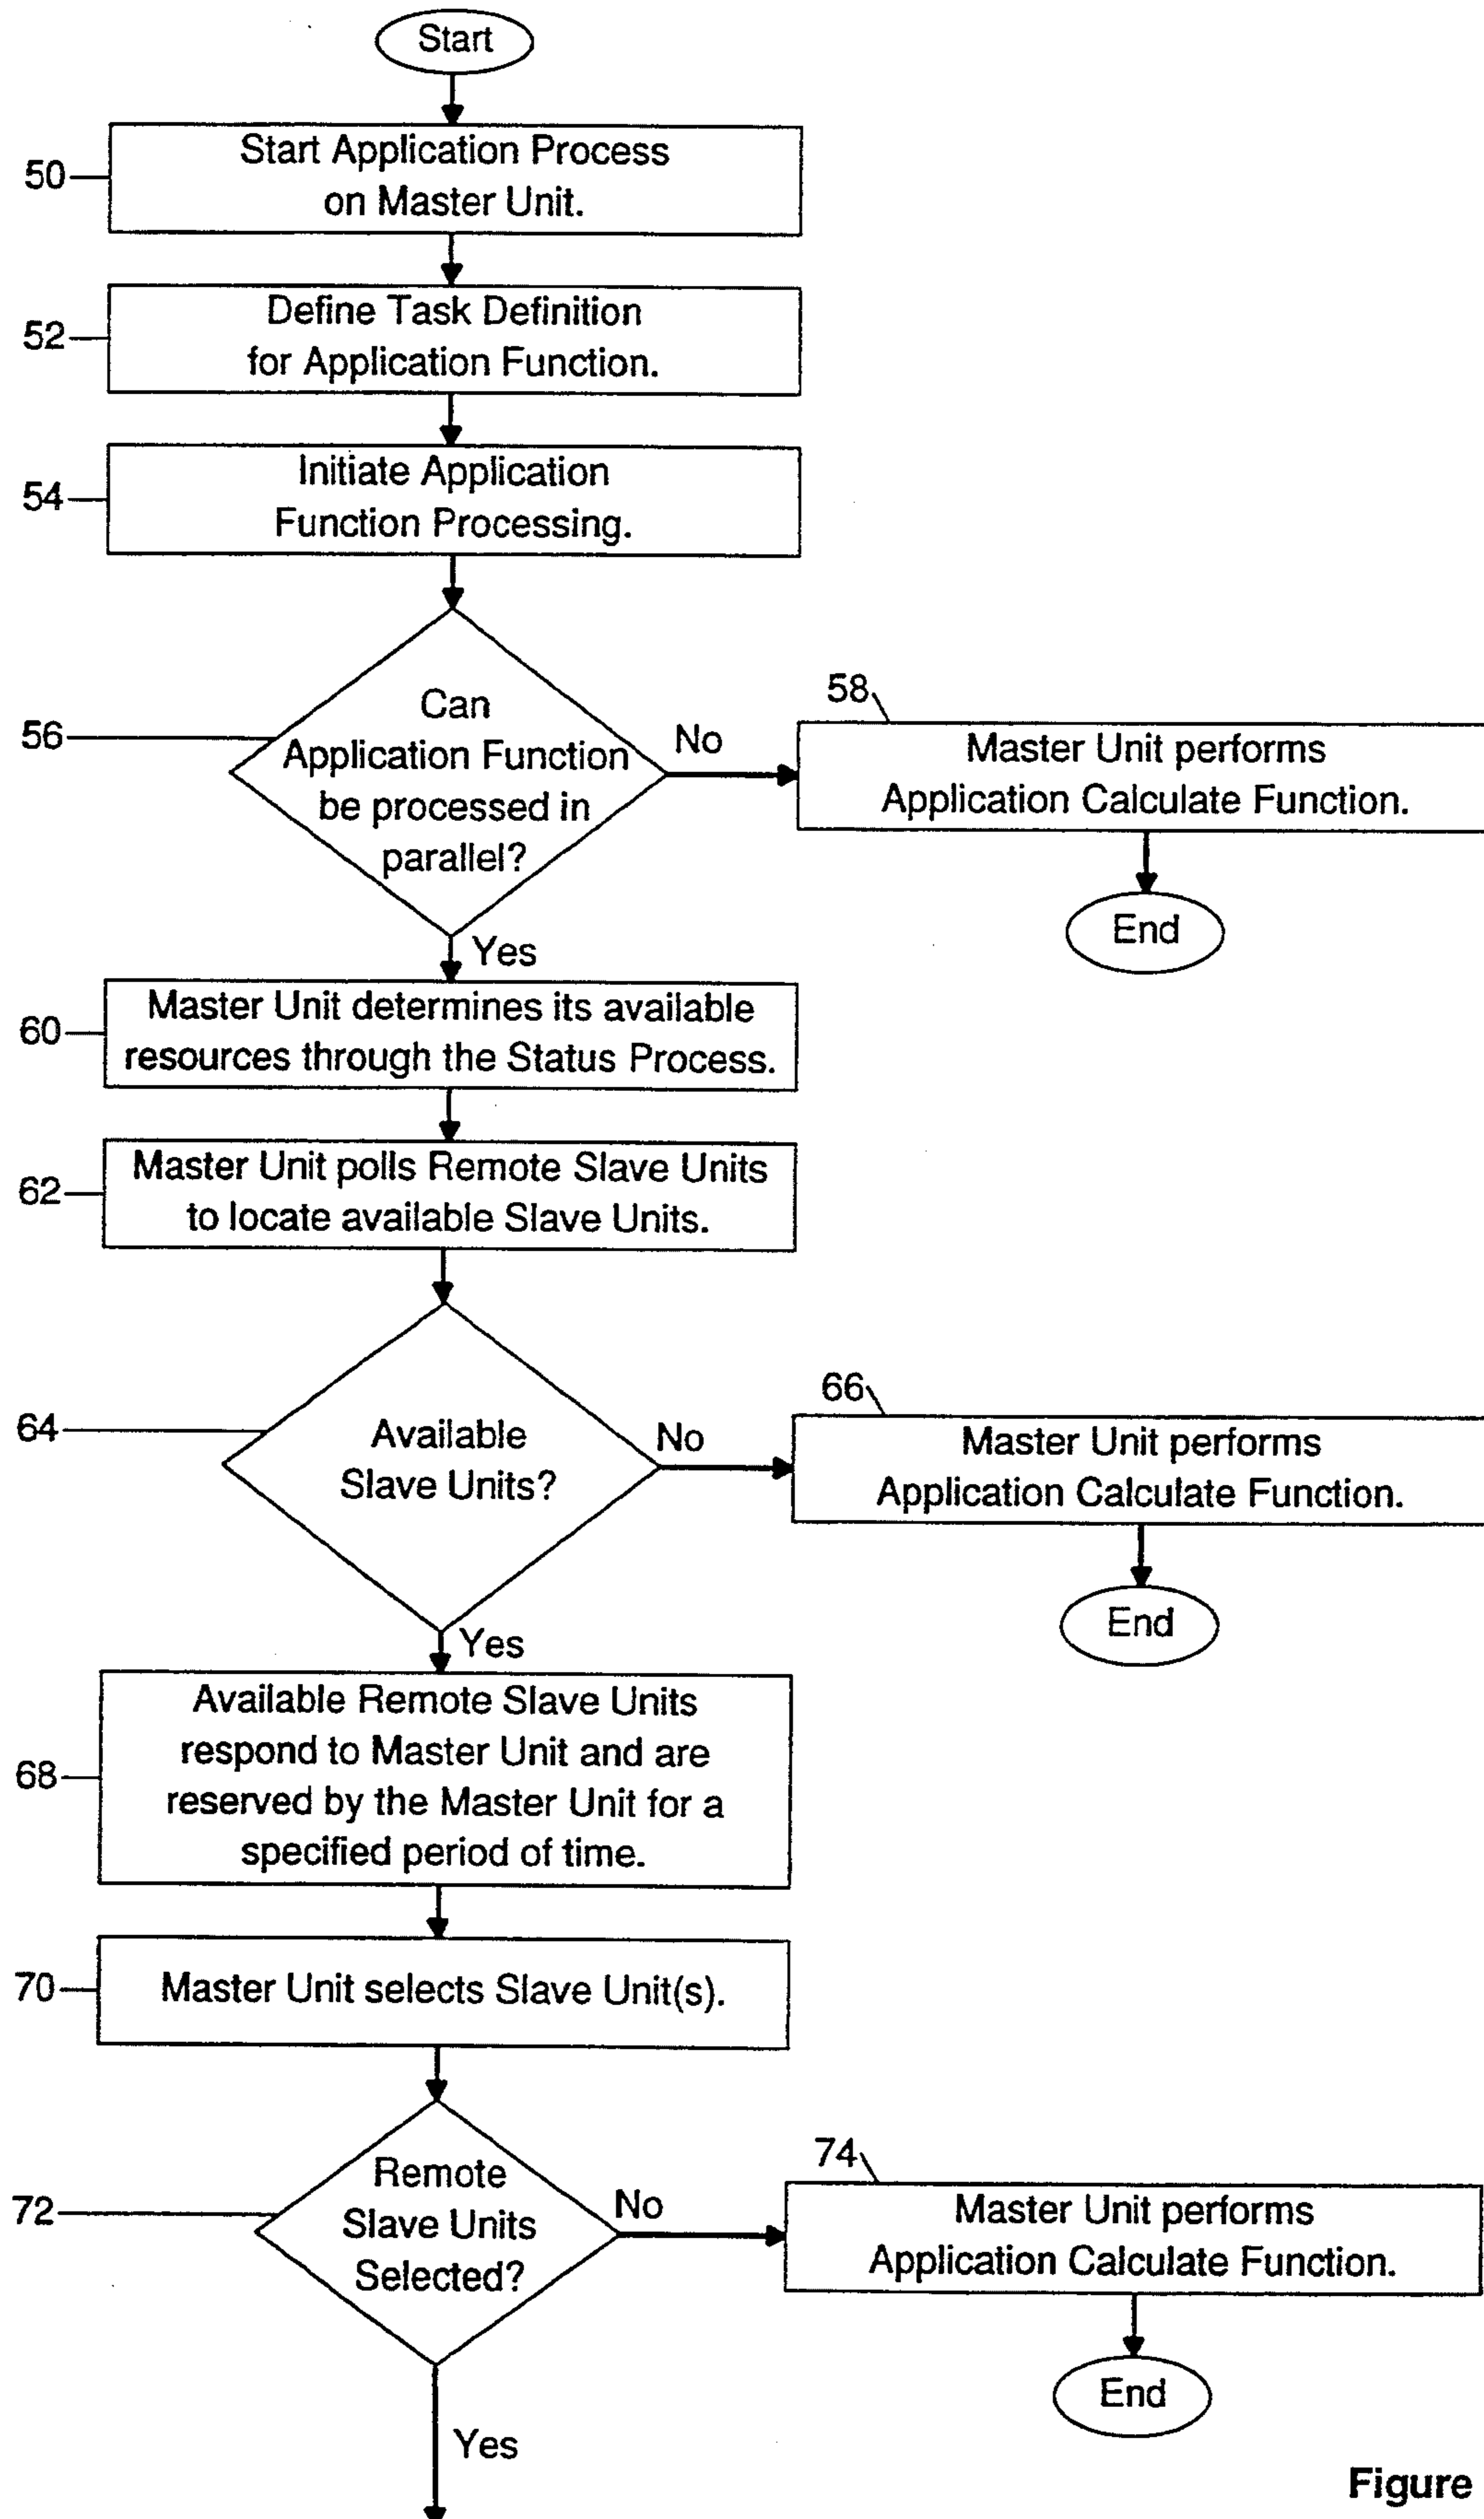 Start
50
Start Application Process
on Master Unit.
52
Define Task Definition
for Application Function.
54
Initiate Application
Function Processing.
56
Can
Application Function
be processed in
parallel?
No
58
Master Unit performs
Application Calculate Function.
End
Yes
60
Master Unit determines its available
resources through the Status Process.
62
Master Unit polls Remote Slave Units
to locate available Slave Units.
64
Available
Slave Units?
No
66
Master Unit performs
Application Calculate Function.
End
Yes
68
Available Remote Slave Units
respond to Master Unit and are
reserved by the Master Unit for a
specified period of time.
70
Master Unit selects Slave Unit(s).
72
Remote
Slave Units
Selected?
No
74
Master Unit performs
Application Calculate Function.
End
Yes
Figure